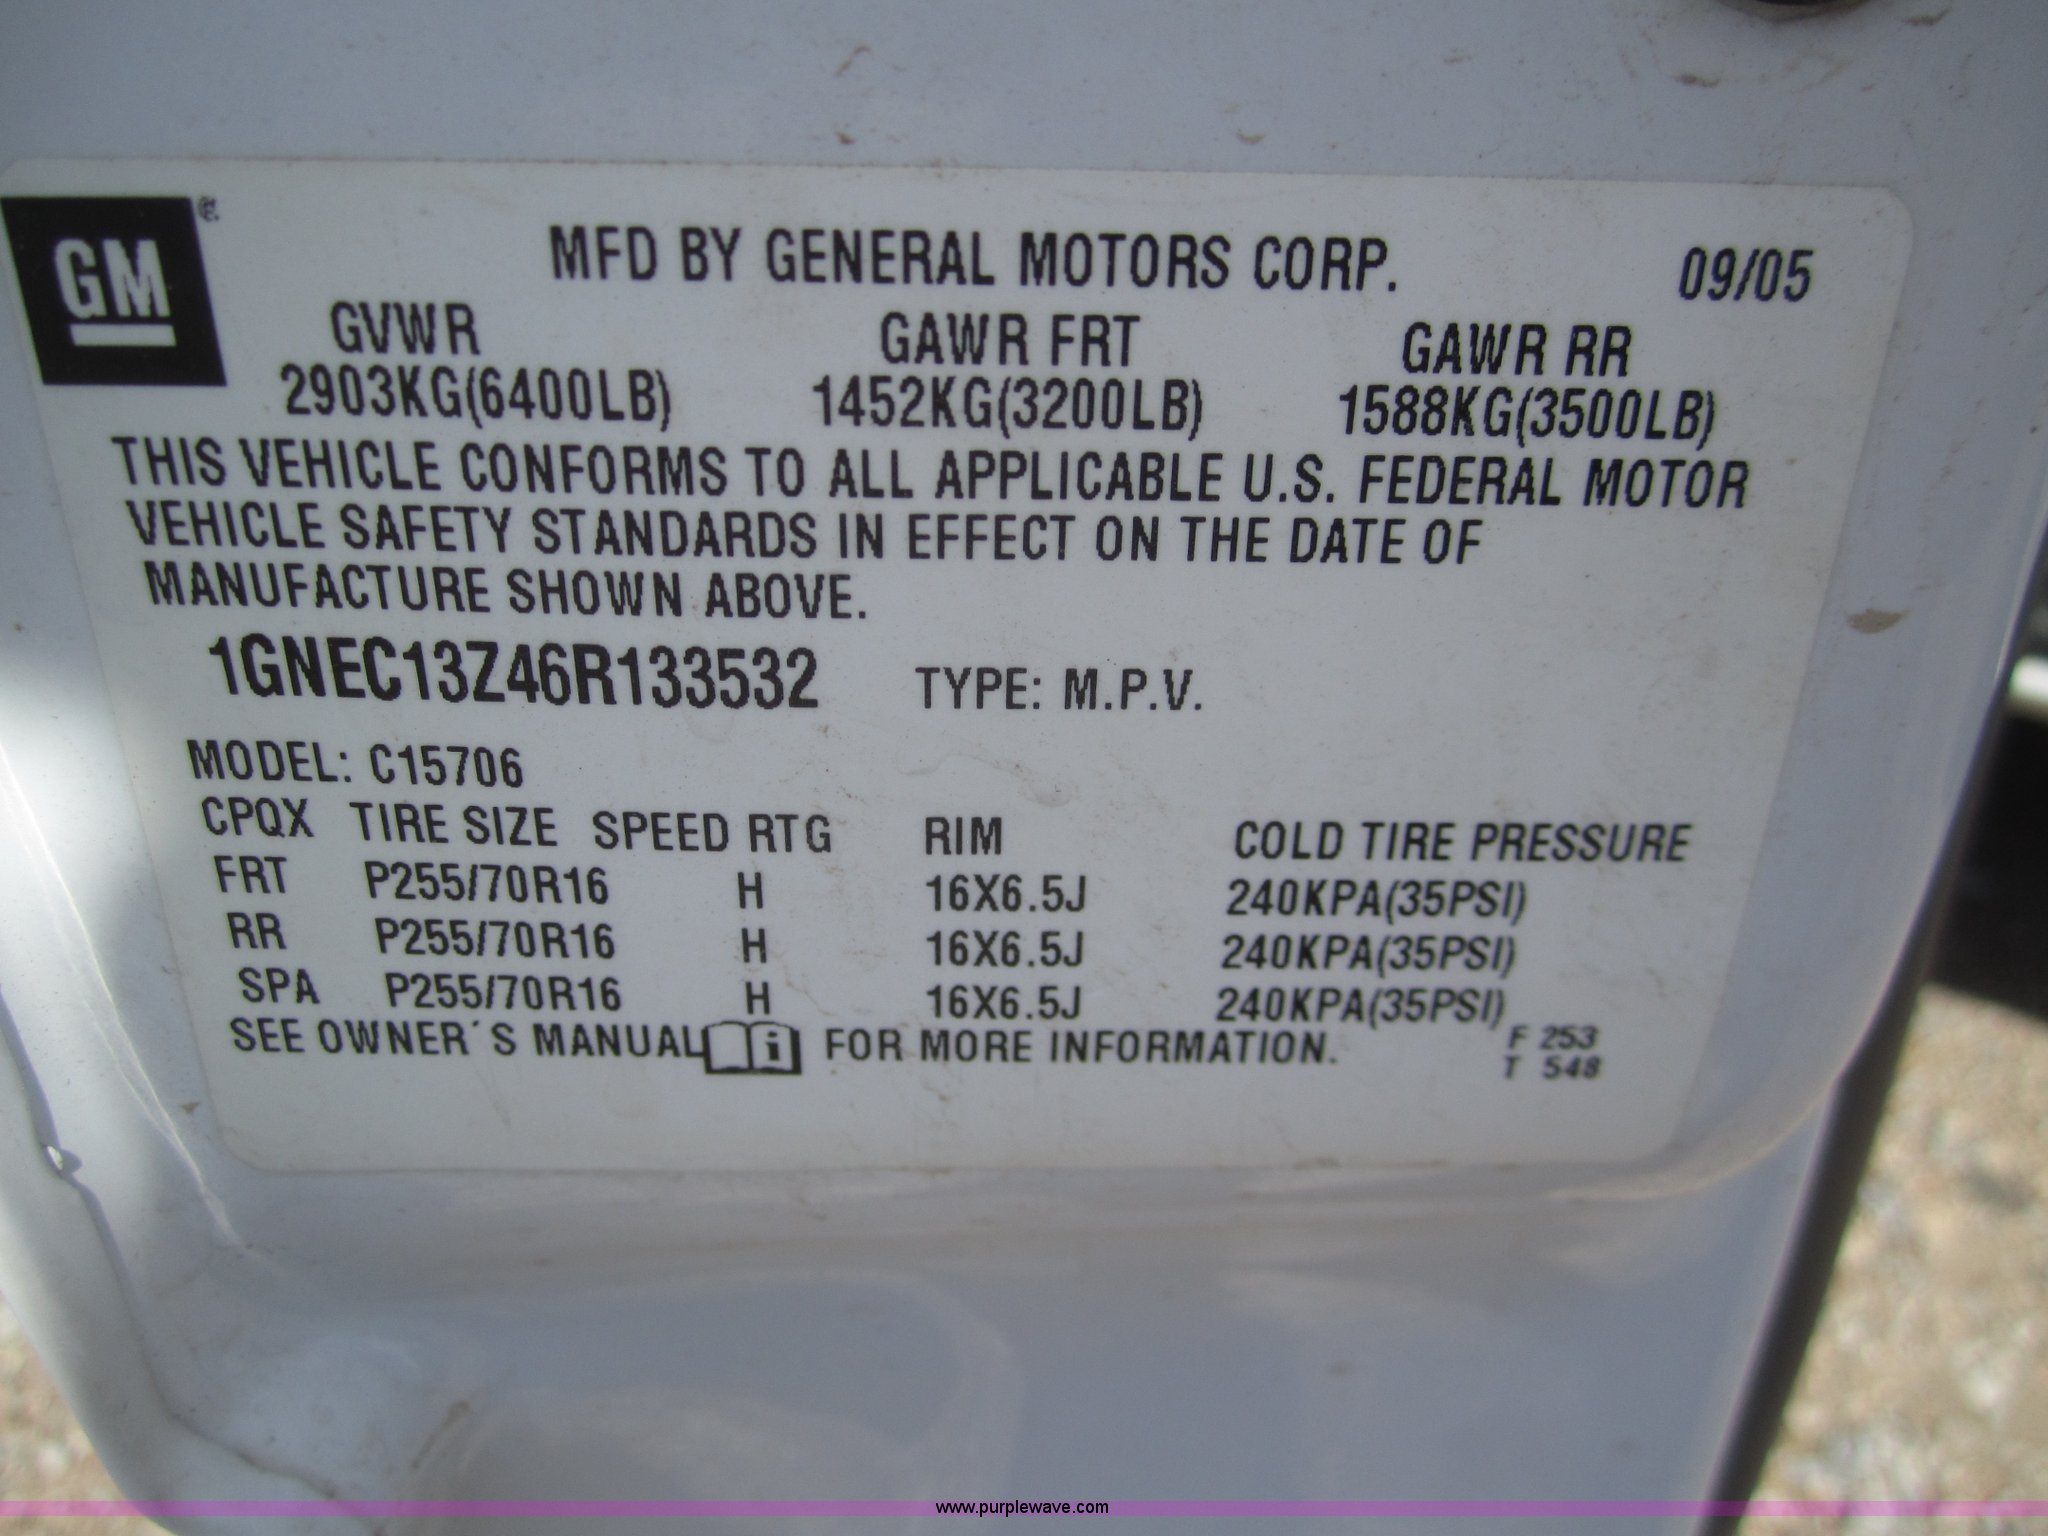 GM
MFD BY GENERAL MOTORS CORP. 09/05
GVWR GAWR FRT GAWR RR
2903KG(6400LB) 1452KG(3200LB) 1588KG(3500LB)
THIS VEHICLE CONFORMS TO ALL APPLICABLE U.S. FEDERAL MOTOR
VEHICLE SAFETY STANDARDS IN EFFECT ON THE DATE OF
MANUFACTURE SHOWN ABOVE.
1GNEC13Z46R133532 TYPE: M.P.V.
MODEL: C15706
CPQX TIRE SIZE SPEED RTG RIM COLD TIRE PRESSURE
FRT P255/70R16 H 16X6.5J 240KPA(35PSI)
RR P255/70R16 H 16X6.5J 240KPA(35PSI)
SPA P255/70R16 H 16X6.5J 240KPA(35PSI)
SEE OWNER´S MANUAL i FOR MORE INFORMATION.
F 253
T 548
www.purplewave.com